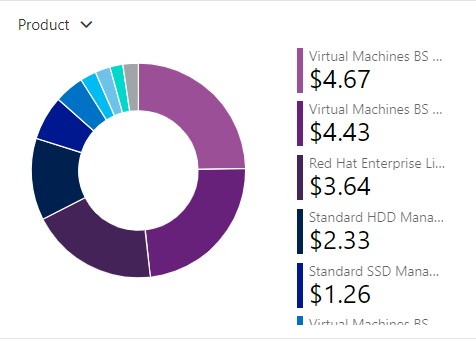 Product
Virtual Machines BS ...
$4.67
Virtual Machines BS ...
$4.43
Red Hat Enterprise Li...
$3.64
Standard HDD Mana...
$2.33
Standard SSD Mana...
$1.26
Virtual Machines BS